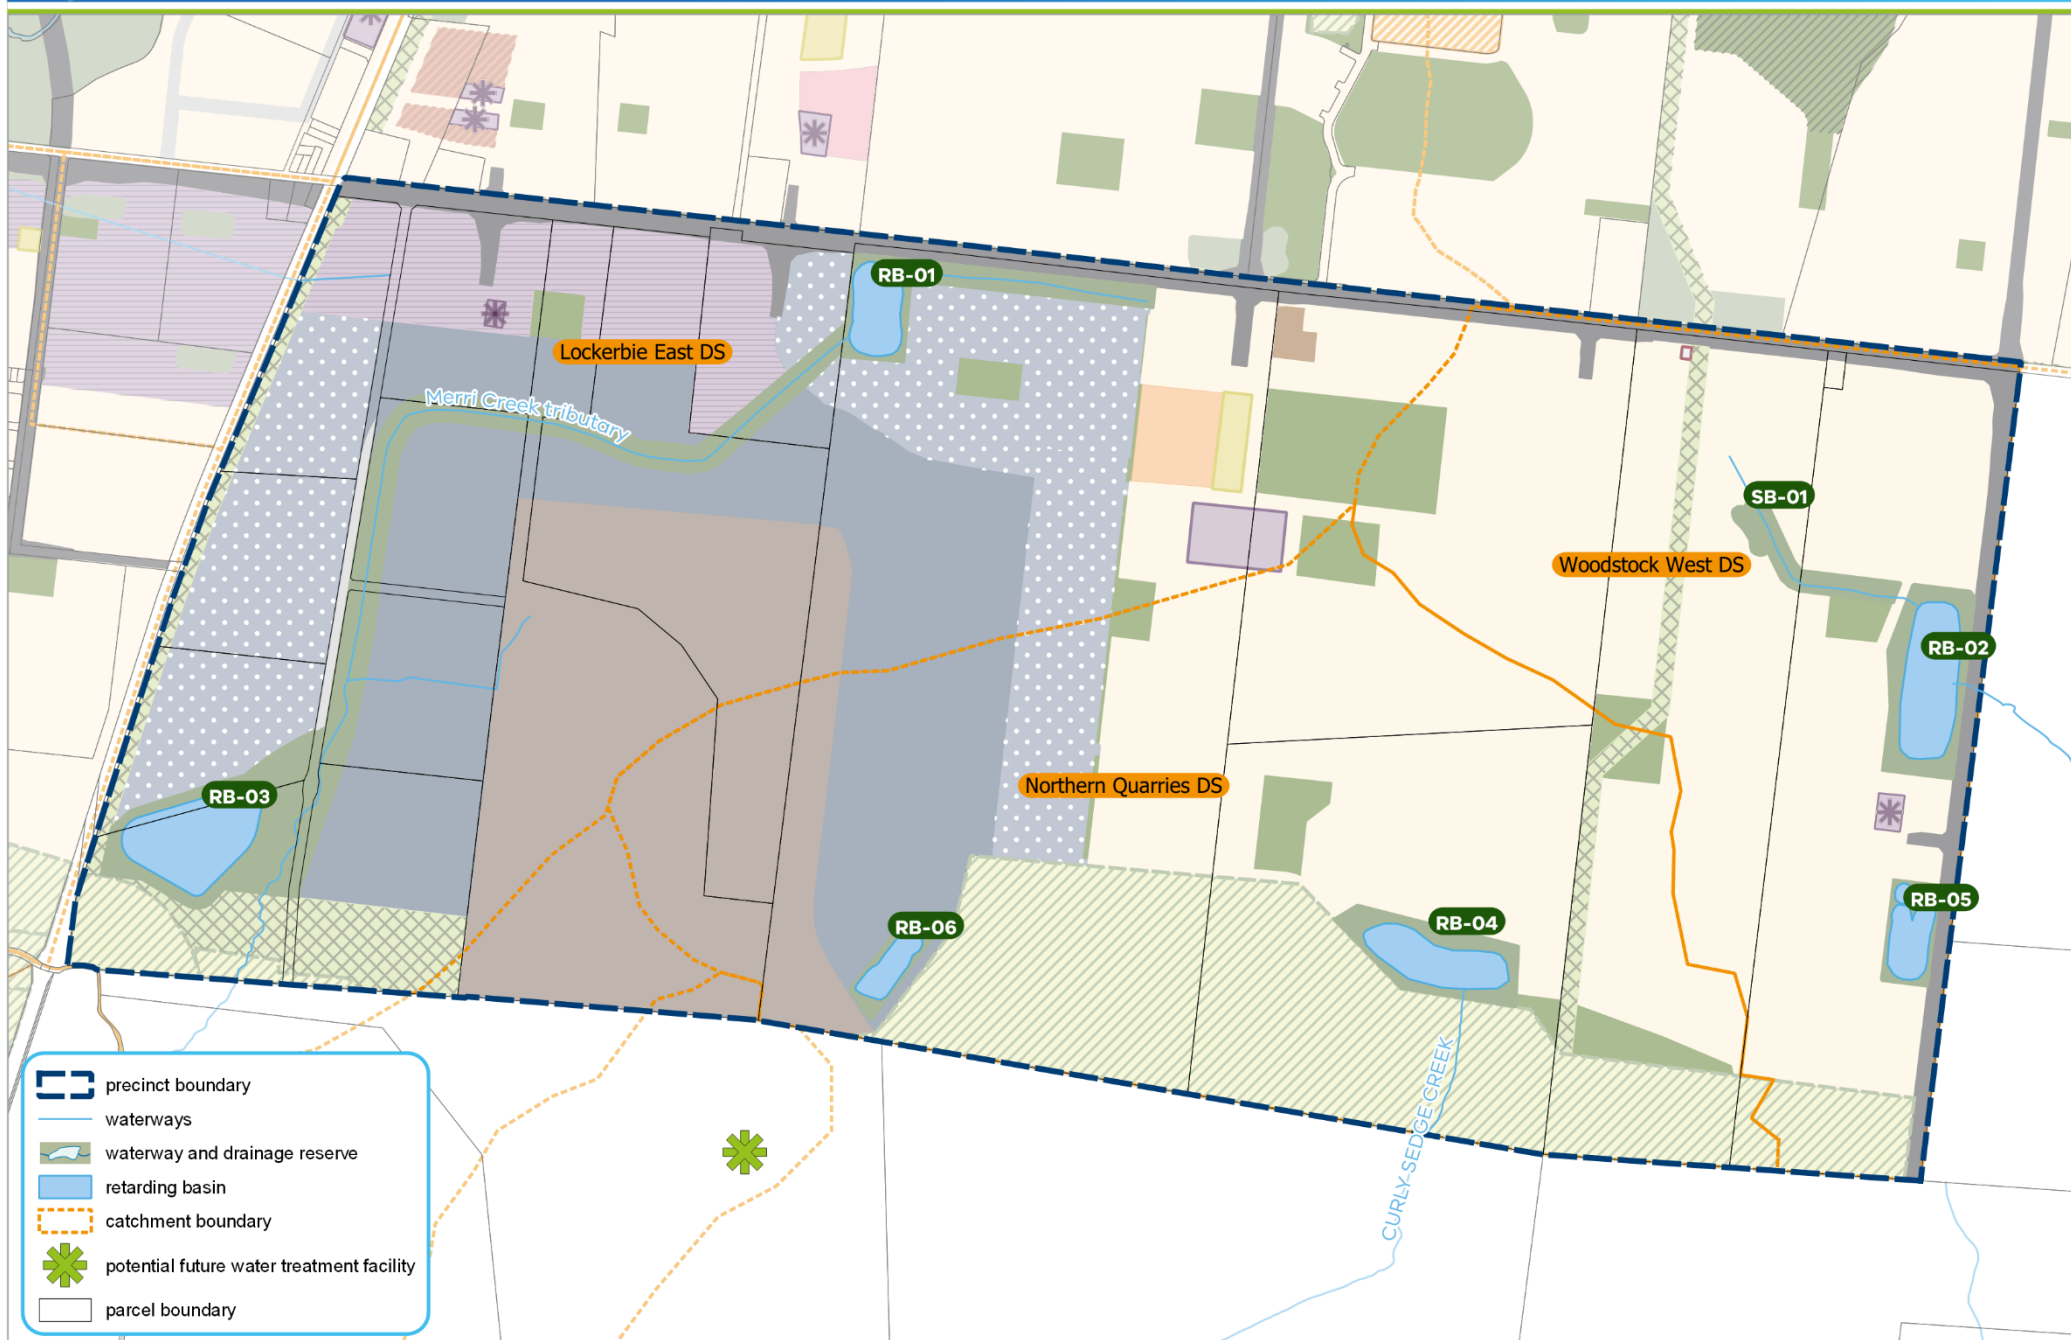 RB-01
Lockerbie East DS
Merri Creek tributary
SB-01
Woodstock West DS
RB-02
Northern Quarries DS
RB-03
RB-05
RB-04
RB-06
CURLY-SEDGE CREEK
precinct boundary
waterways
waterway and drainage reserve
retarding basin
catchment boundary
potential future water treatment facility
parcel boundary